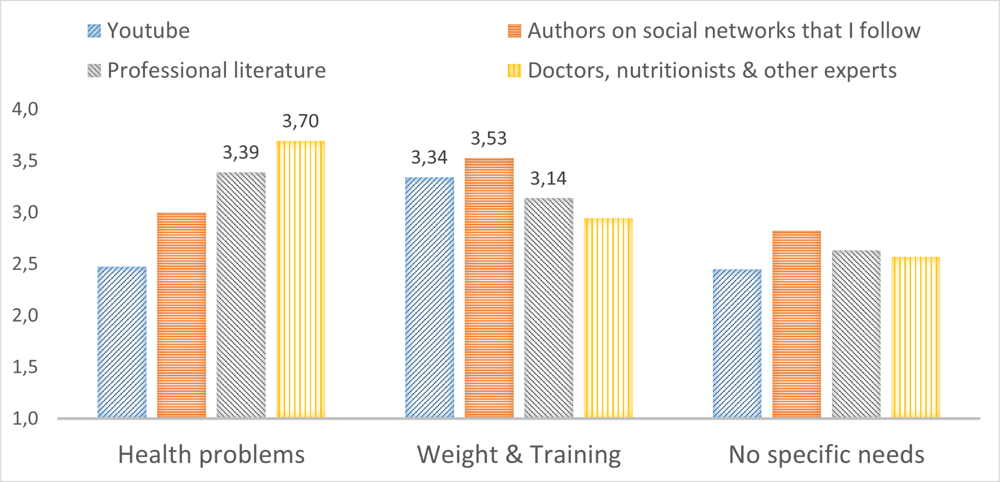 Youtube
Authors on social networks that I follow
Professional literature
Doctors, nutritionists & other experts
4,0
3,5
3,0
2,5
2,0
1,5
1,0
3,39
3,70
3,34
3,53
3,14
Health problems
Weight & Training
No specific needs